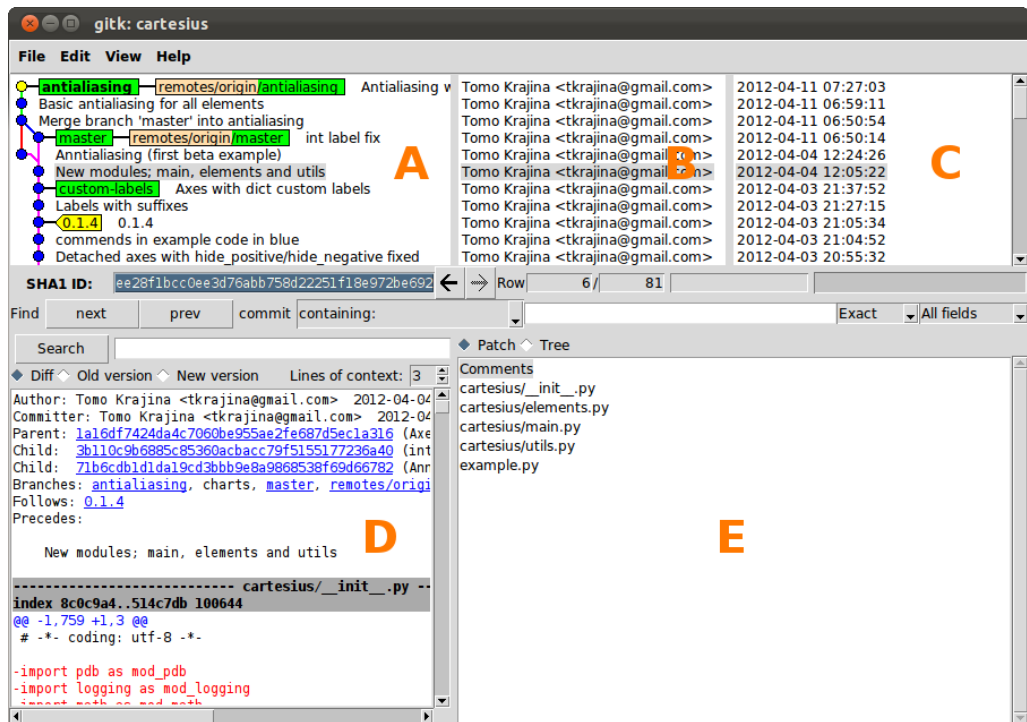 gitk: cartesius
File Edit View Help
antialiasing remotes/origin/antialiasing Antialiasing w Tomo Krajina <tkrajina@gmail.com> 2012-04-11 07:27:03
Basic antialiasing for all elements Tomo Krajina <tkrajina@gmail.com> 2012-04-11 06:59:11
Merge branch 'master' into antialiasing Tomo Krajina <tkrajina@gmail.com> 2012-04-11 06:50:54
master remotes/origin/master int label fix Tomo Krajina <tkrajina@gmail.com> 2012-04-11 06:50:14
Anntialiasing (first beta example) Tomo Krajina <tkrajina@gmail.com> 2012-04-04 12:24:26
A B C
New modules; main, elements and utils Tomo Krajina <tkrajina@gmail.com> 2012-04-04 12:05:22
custom-labels Axes with dict custom labels Tomo Krajina <tkrajina@gmail.com> 2012-04-03 21:37:52
Labels with suffixes Tomo Krajina <tkrajina@gmail.com> 2012-04-03 21:27:15
0.1.4 0.1.4 Tomo Krajina <tkrajina@gmail.com> 2012-04-03 21:05:34
commends in example code in blue Tomo Krajina <tkrajina@gmail.com> 2012-04-03 21:04:52
Detached axes with hide_positive/hide_negative fixed Tomo Krajina <tkrajina@gmail.com> 2012-04-03 20:55:32
SHA1 ID: ee28f1bcc0ee3d76abb758d22251f18e972be692 Row 6/ 81
Find next prev commit containing: Exact All fields
Search
Diff Old version New version Lines of context: 3
Author: Tomo Krajina <tkrajina@gmail.com> 2012-04-04
Committer: Tomo Krajina <tkrajina@gmail.com> 2012-04
Parent: 1a16df7424da4c7060be955ae2fe687d5ec1a316 (Axe
Child: 3b110c9b6885c85360acbacc79f5155177236a40 (int
Child: 71b6cdb1d1da19cd3bbb9e8a9868538f69d66782 (Ann
Branches: antialiasing, charts, master, remotes/origi
Follows: 0.1.4
Precedes:
D
New modules; main, elements and utils
--------------------------- cartesius/__init__.py --
index 8c0c9a4..514c7db 100644
@@ -1,759 +1,3 @@
# -*- coding: utf-8 -*-
-import pdb as mod_pdb
-import logging as mod_logging
-import math as mod_math
Patch Tree
Comments
cartesius/__init__.py
cartesius/elements.py
cartesius/main.py
cartesius/utils.py
example.py
E